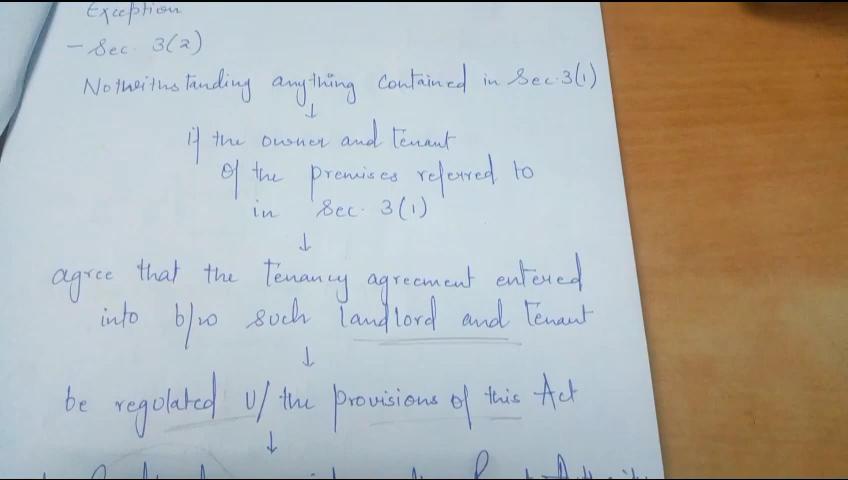 Exception
- Sec. 3(2)
Notwithstanding anything contained in Sec. 3(1)
↓
if the owner and tenant
of the premises referred to
in Sec. 3(1)
↓
agree that the tenancy agreement entered
into b/w such landlord and tenant
↓
be regulated u/ the provisions of this Act
↓